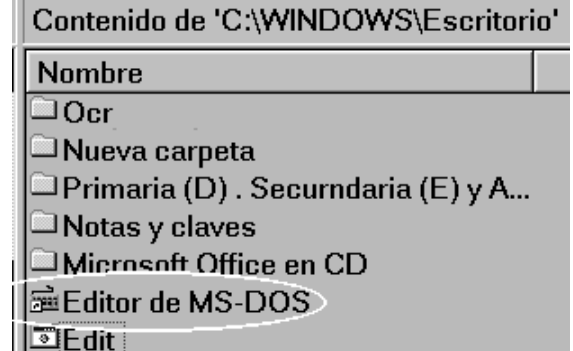 Contenido de 'C:\WINDOWS\Escritorio'
Nombre
Ocr
Nueva carpeta
Primaria (D) . Securndaria (E) y A...
Notas y claves
Microsoft Office en CD
Editor de MS-DOS
Edit